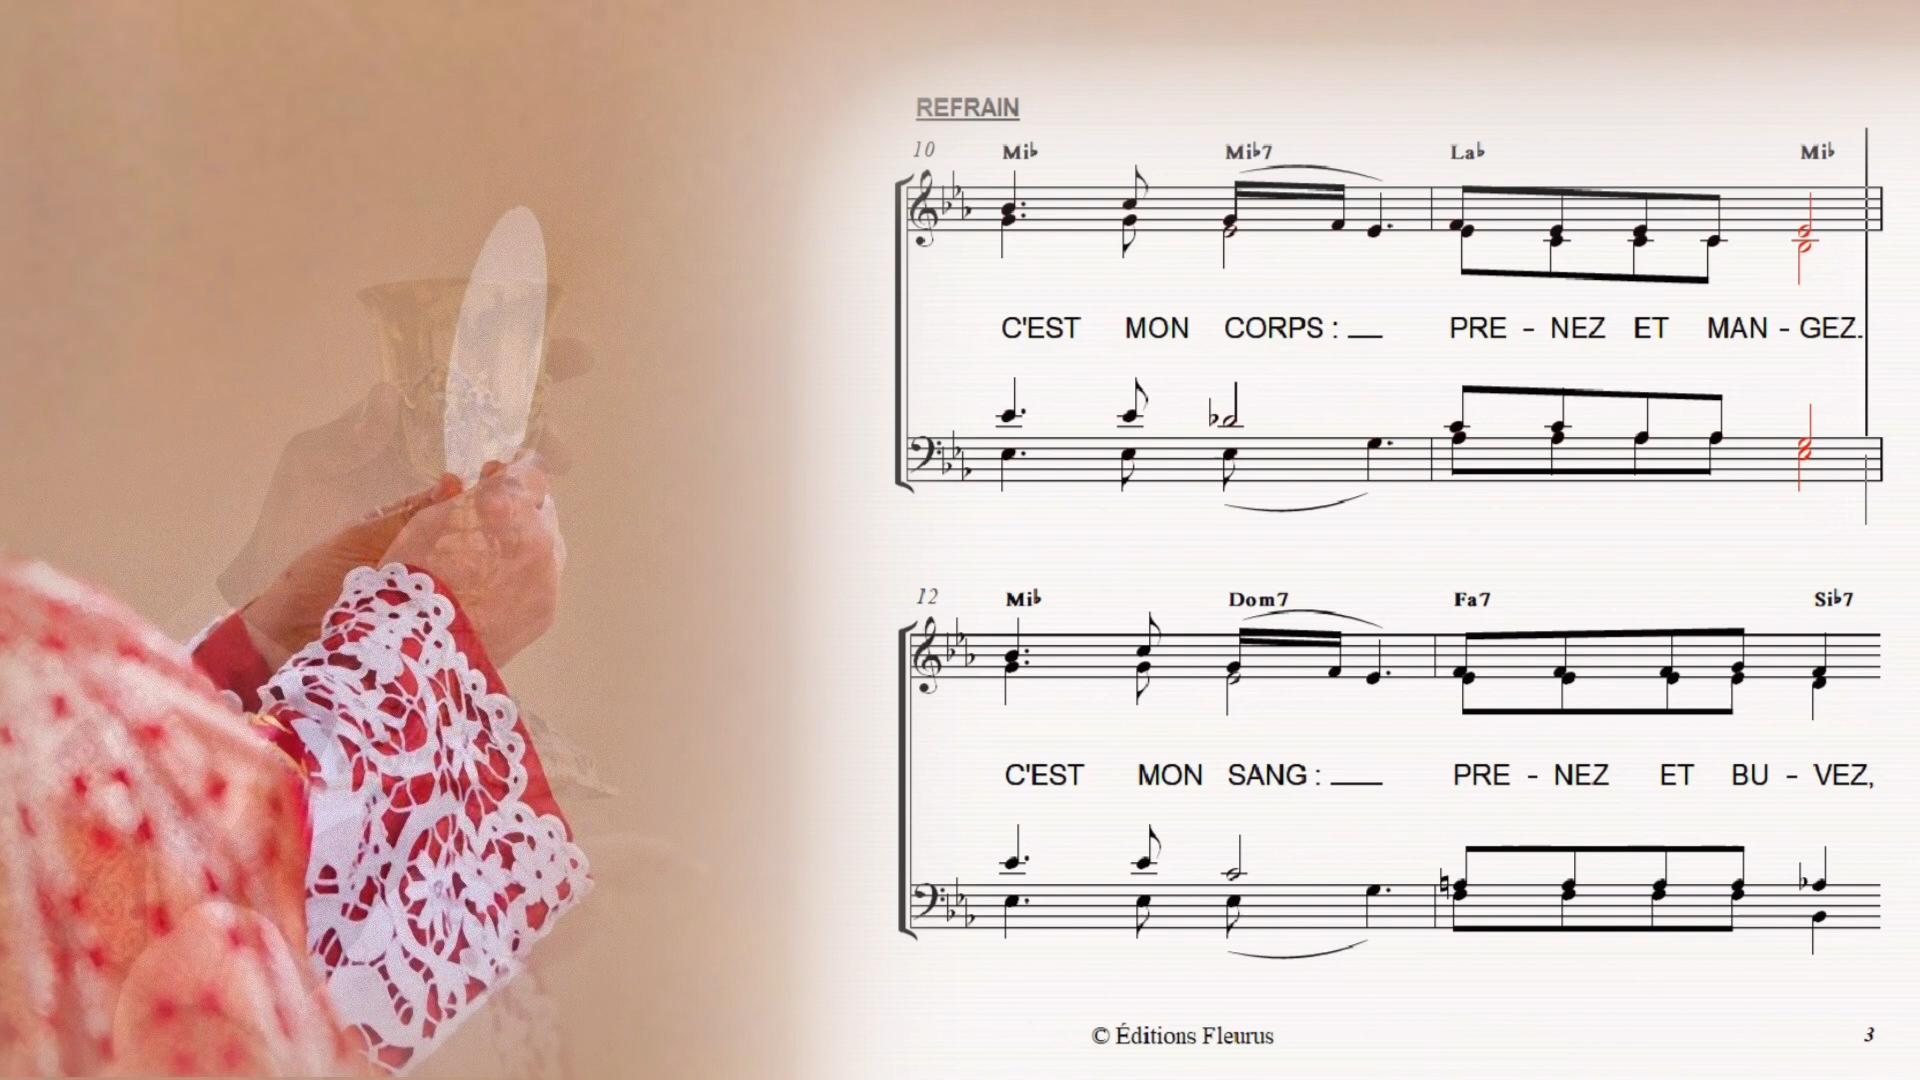 REFRAIN
10 Mi♭ Mi♭7 La♭ Mi♭
C'EST MON CORPS : PRE - NEZ ET MAN - GEZ.
12 Mi♭ Dom7 Fa7 Si♭7
C'EST MON SANG : PRE - NEZ ET BU - VEZ,
© Éditions Fleurus 3